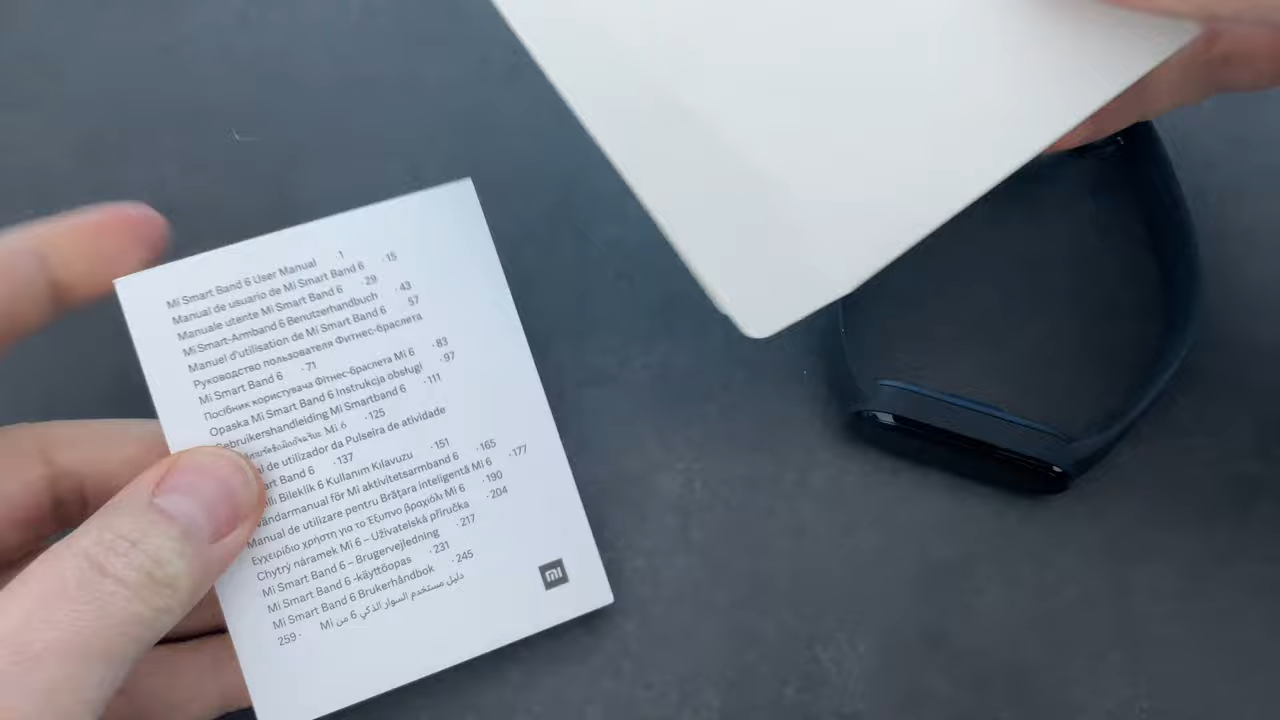 Mi Smart Band 6 User Manual · 1
Manual de usuario de Mi Smart Band 6 · 15
Manuale utente Mi Smart Band 6 · 29
Mi Smart-Armband 6 Benutzerhandbuch · 43
Manuel d'utilisation de Mi Smart Band 6 57
Руководство пользователя Фитнес-браслета
Mi Smart Band 6 · 71
Посібник користувача Фітнес-браслета Mi 6 · 83
Opaska Mi Smart Band 6 Instrukcja obsługi · 97
Gebruikershandleiding Mi Smartband 6 · 111
Mi 6 · 125
al de utilizador da Pulseira de atividade
art Band 6 · 137
llı Bileklik 6 Kullanım Kılavuzu · 151
vändarmanual för Mi aktivitetsarmband 6 · 165
Manual de utilizare pentru Brățara inteligentă Mi 6 · 177
Εγχειρίδιο χρήστη για το Έξυπνο βραχιόλι Mi 6 · 190
Chytrý náramek Mi 6 – Uživatelská příručka · 204
Mi Smart Band 6 – Brugervejledning · 217
Mi Smart Band 6 -käyttöopas · 231
Mi Smart Band 6 Brukerhåndbok · 245
259 · دليل مستخدم السوار الذكي 6 من Mi
mi